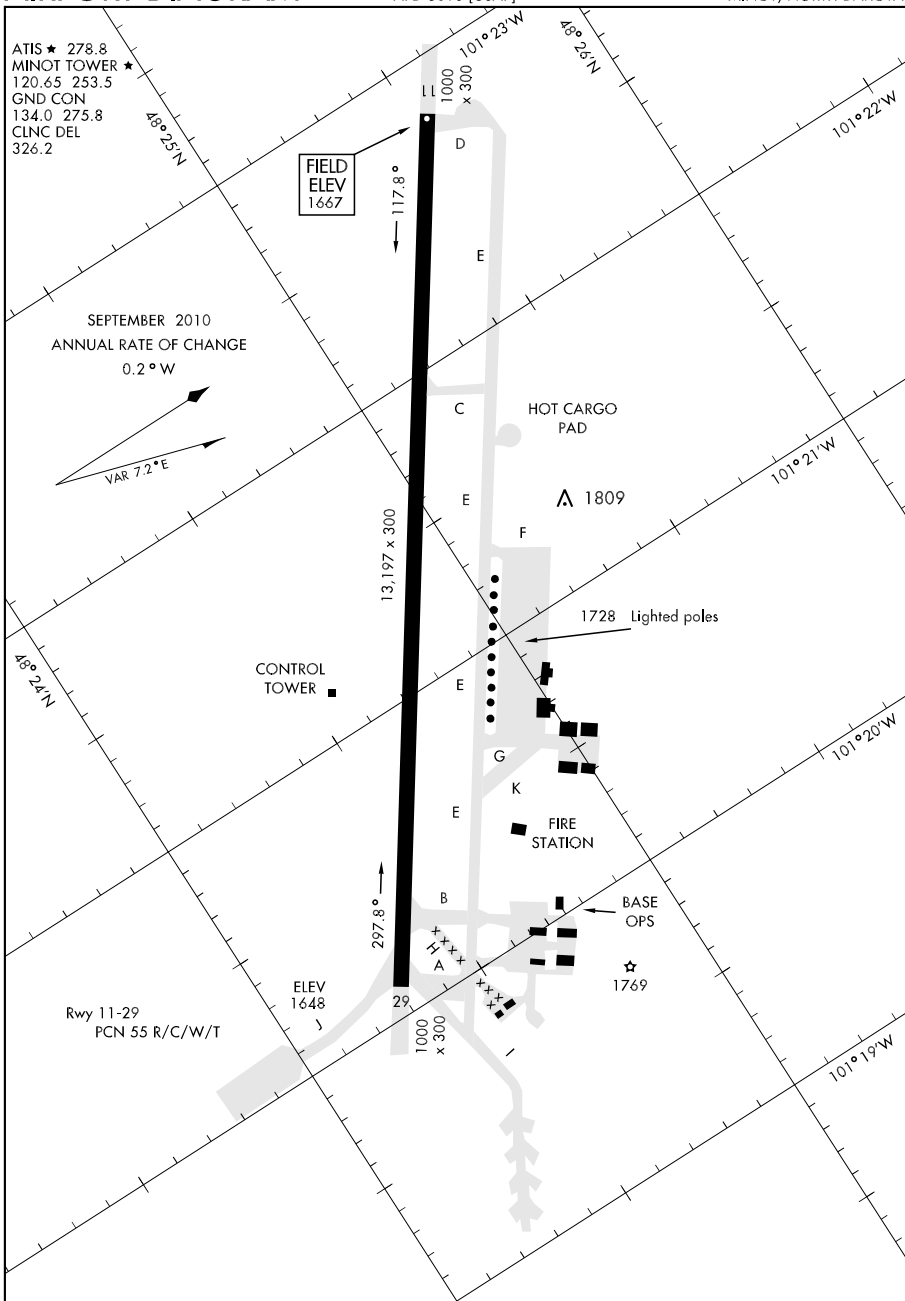 ATIS ★ 278.8
MINOT TOWER ★
120.65 253.5
GND CON
134.0 275.8
CLNC DEL
326.2
101°23'W
48°26'N
1000
x 300
11
48°25'N
101°22'W
FIELD
ELEV
1667
D
117.8°
E
SEPTEMBER 2010
ANNUAL RATE OF CHANGE
0.2°W
VAR 7.2°E
C
HOT CARGO
PAD
101°21'W
E
1809
F
13,197 x 300
1728 Lighted poles
48°24'N
CONTROL
TOWER
E
G
101°20'W
K
E
FIRE
STATION
B
BASE
OPS
297.8°
H
A
1769
ELEV
1648
29
J
Rwy 11-29
PCN 55 R/C/W/T
1000
x 300
I
101°19'W